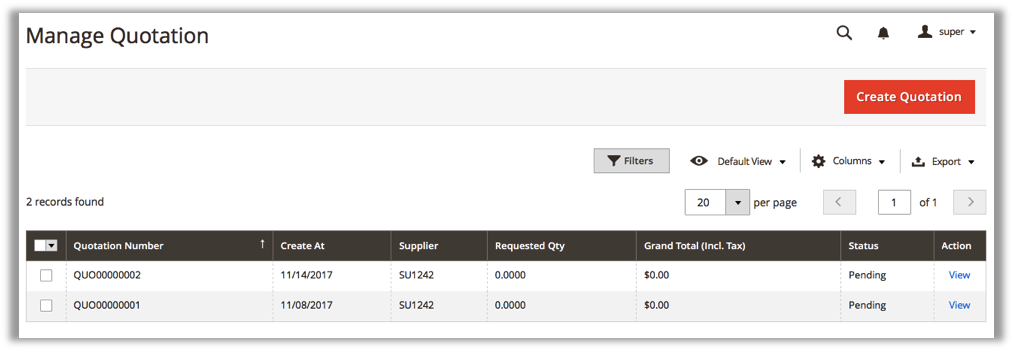 Manage Quotation
super
Create Quotation
Filters
Default View
Columns
Export
2 records found
20 per page
1 of 1
Quotation Number ↑ Create At Supplier Requested Qty Grand Total (Incl. Tax) Status Action
QUO00000002 11/14/2017 SU1242 0.0000 $0.00 Pending View
QUO00000001 11/08/2017 SU1242 0.0000 $0.00 Pending View